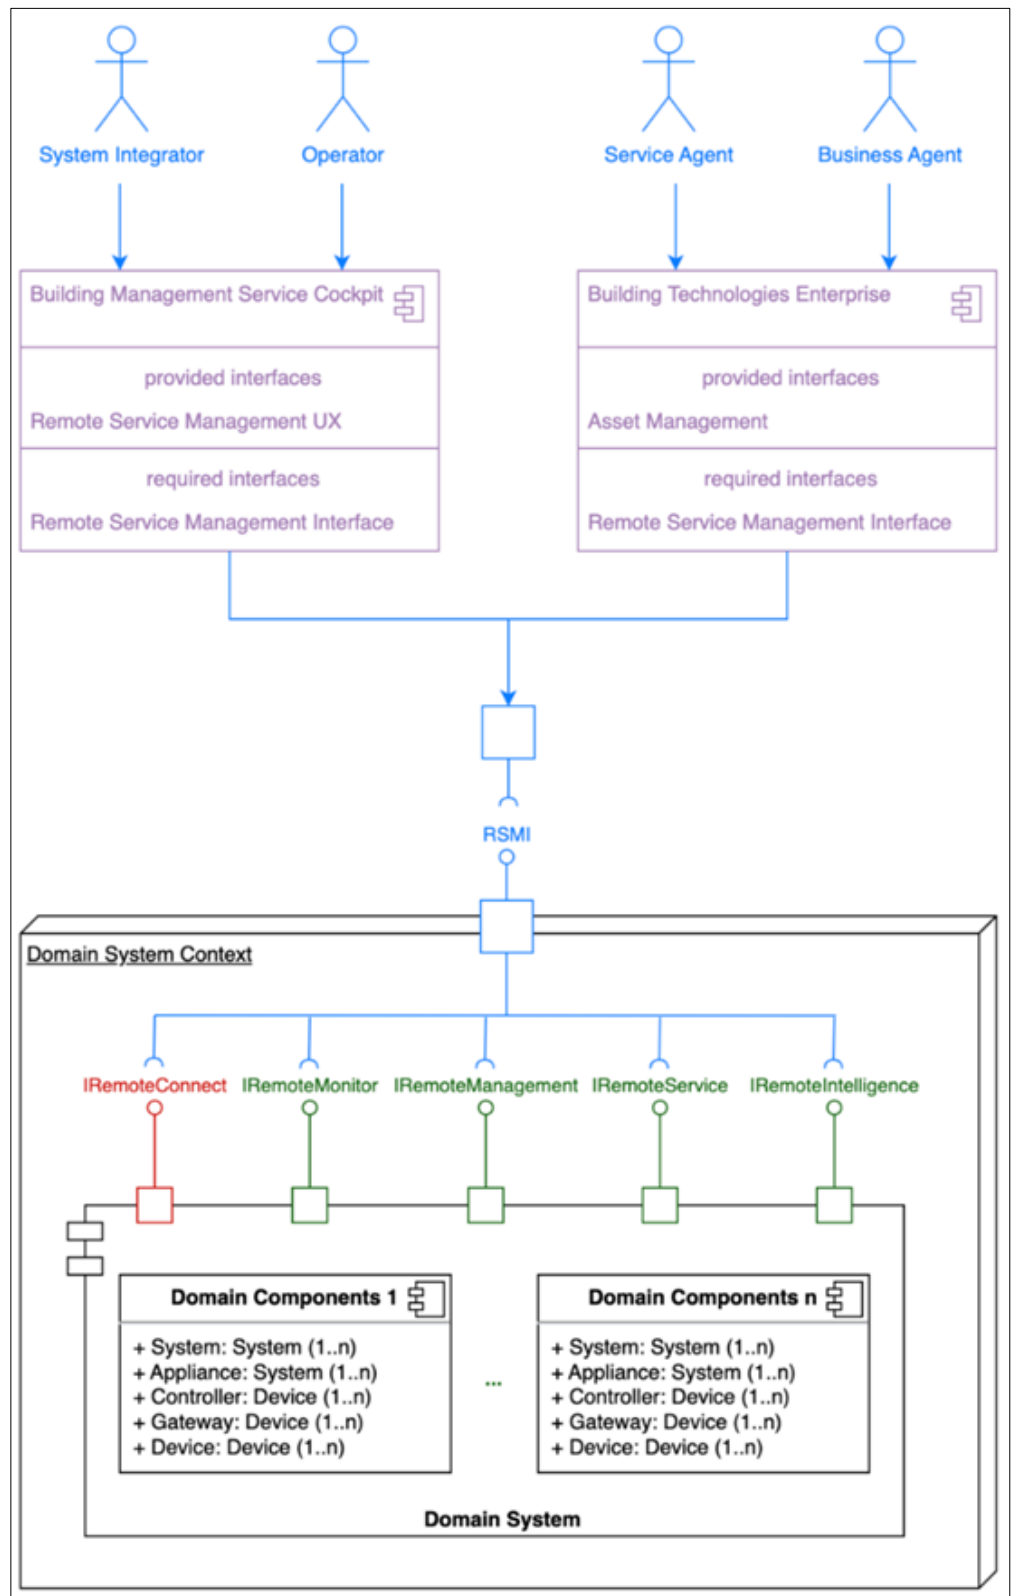 System Integrator
Operator
Service Agent
Business Agent
Building Management Service Cockpit
provided interfaces
Remote Service Management UX
required interfaces
Remote Service Management Interface
Building Technologies Enterprise
provided interfaces
Asset Management
required interfaces
Remote Service Management Interface
RSMI
Domain System Context
IRemoteConnect
IRemoteMonitor
IRemoteManagement
IRemoteService
IRemoteIntelligence
Domain Components 1
+ System: System (1..n)
+ Appliance: System (1..n)
+ Controller: Device (1..n)
+ Gateway: Device (1..n)
+ Device: Device (1..n)
...
Domain Components n
+ System: System (1..n)
+ Appliance: System (1..n)
+ Controller: Device (1..n)
+ Gateway: Device (1..n)
+ Device: Device (1..n)
Domain System